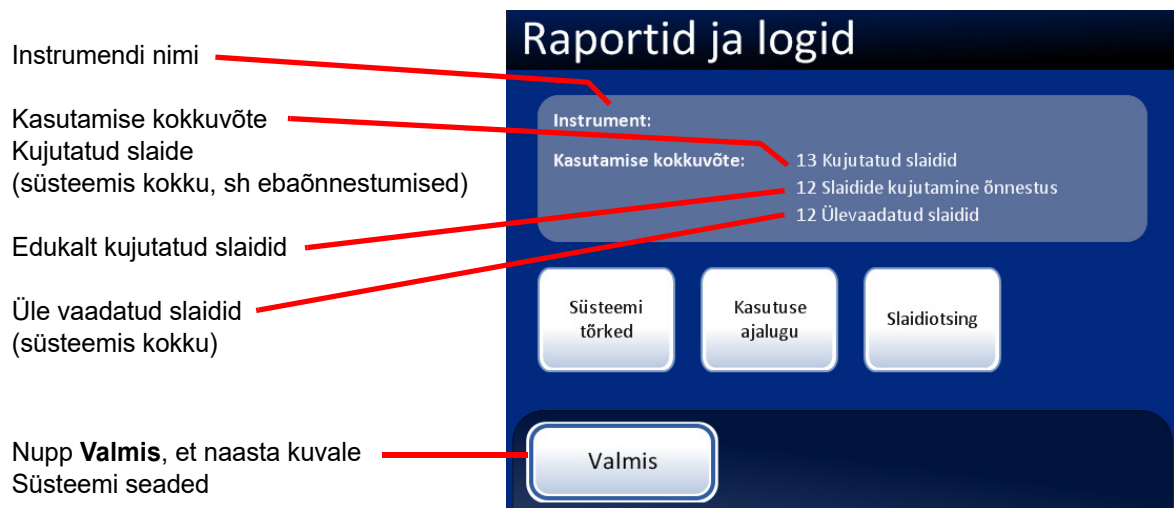 Instrumendi nimi
Kasutamise kokkuvõte
Kujutatud slaide
(süsteemis kokku, sh ebaõnnestumised)
Edukalt kujutatud slaidid
Üle vaadatud slaidid
(süsteemis kokku)
Nupp Valmis, et naasta kuvale
Süsteemi seaded
Raportid ja logid
Instrument:
Kasutamise kokkuvõte: 13 Kujutatud slaidid
12 Slaidide kujutamine õnnestus
12 Ülevaadatud slaidid
Süsteemi
tõrked
Kasutuse
ajalugu
Slaidiotsing
Valmis